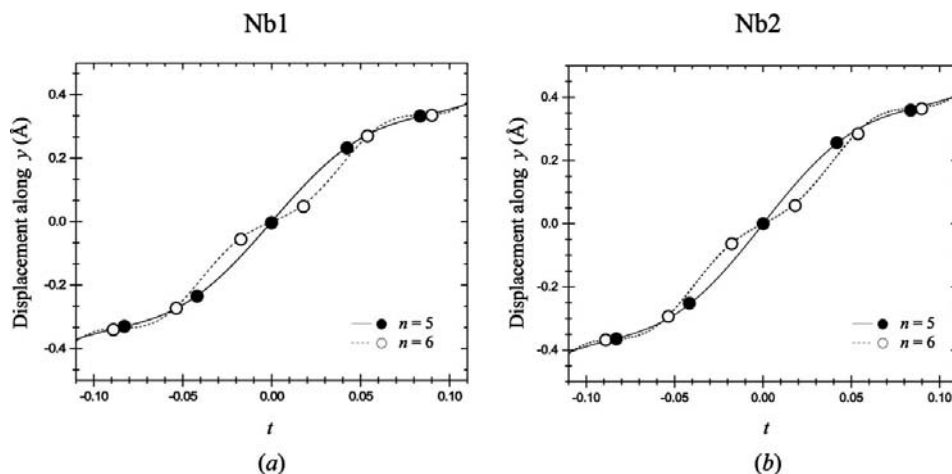 Nb1
Displacement along y (Å)
0.4
0.2
0.0
-0.2
-0.4
-0.10
-0.05
0.00
0.05
0.10
n = 5
n = 6
t
(a)
Nb2
Displacement along y (Å)
0.4
0.2
0.0
-0.2
-0.4
-0.10
-0.05
0.00
0.05
0.10
n = 5
n = 6
t
(b)